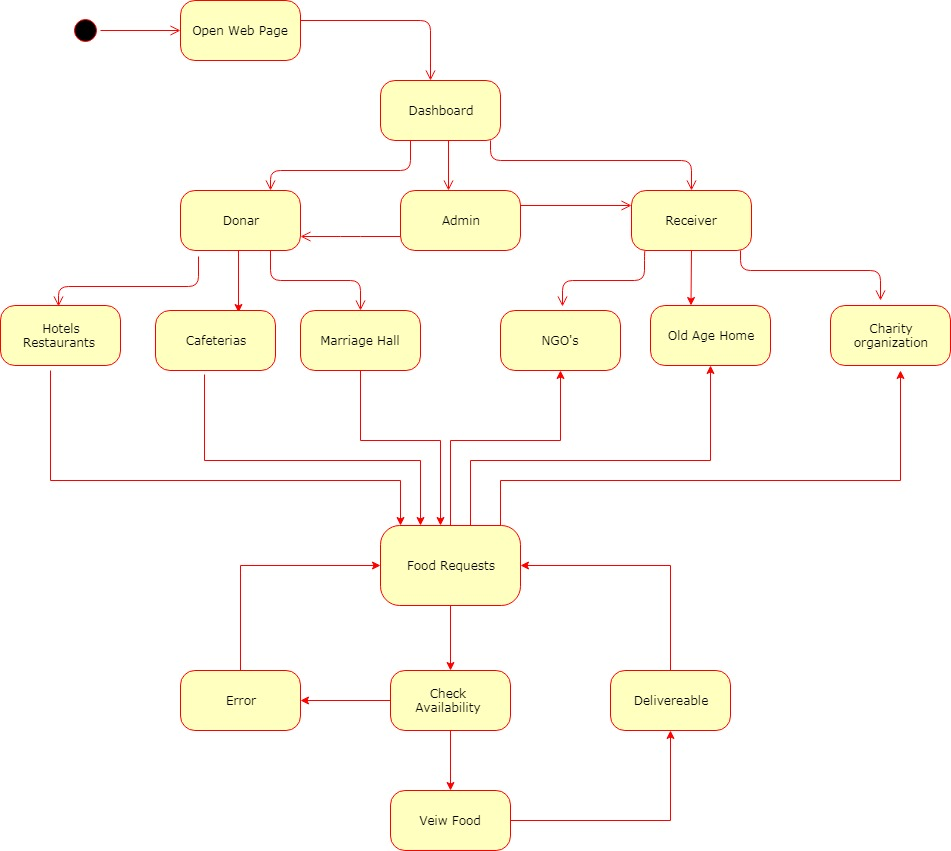 Open Web Page
Dashboard
Donar
Admin
Receiver
Hotels
Restaurants
Cafeterias
Marriage Hall
NGO's
Old Age Home
Charity
organization
Food Requests
Error
Check
Availability
Delivereable
Veiw Food